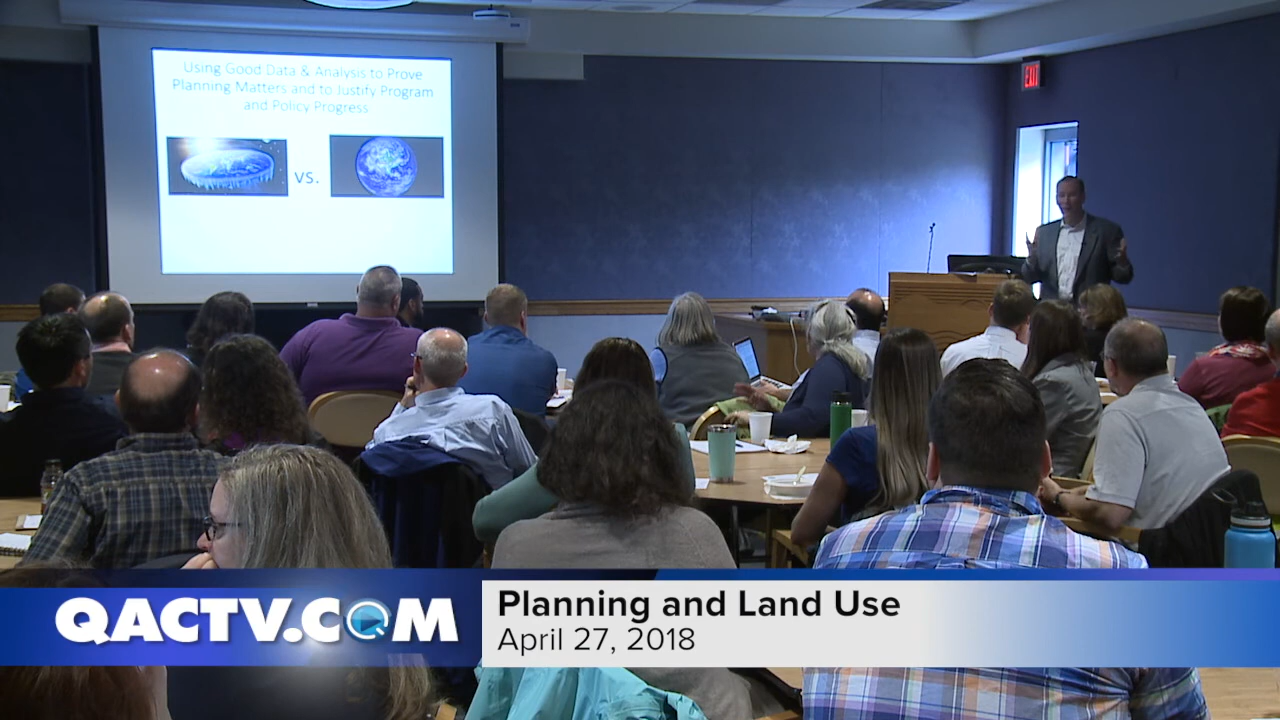 Using Good Data & Analysis to Prove
Planning Matters and to Justify Program
and Policy Progress
vs.
EXIT
QACTV.COM
Planning and Land Use
April 27, 2018